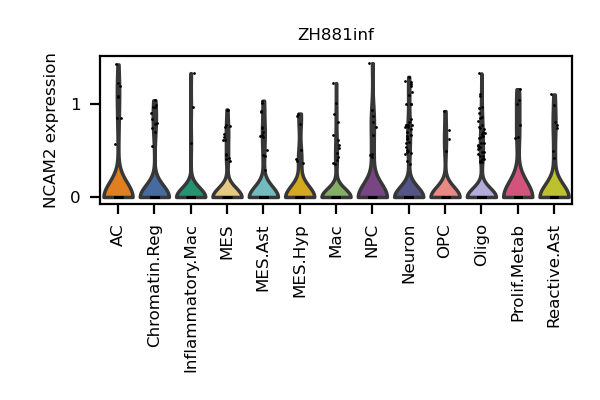 ZH881inf
NCAM2 expression
1
0
AC
Chromatin.Reg
Inflammatory.Mac
MES
MES.Ast
MES.Hyp
Mac
NPC
Neuron
OPC
Oligo
Prolif.Metab
Reactive.Ast